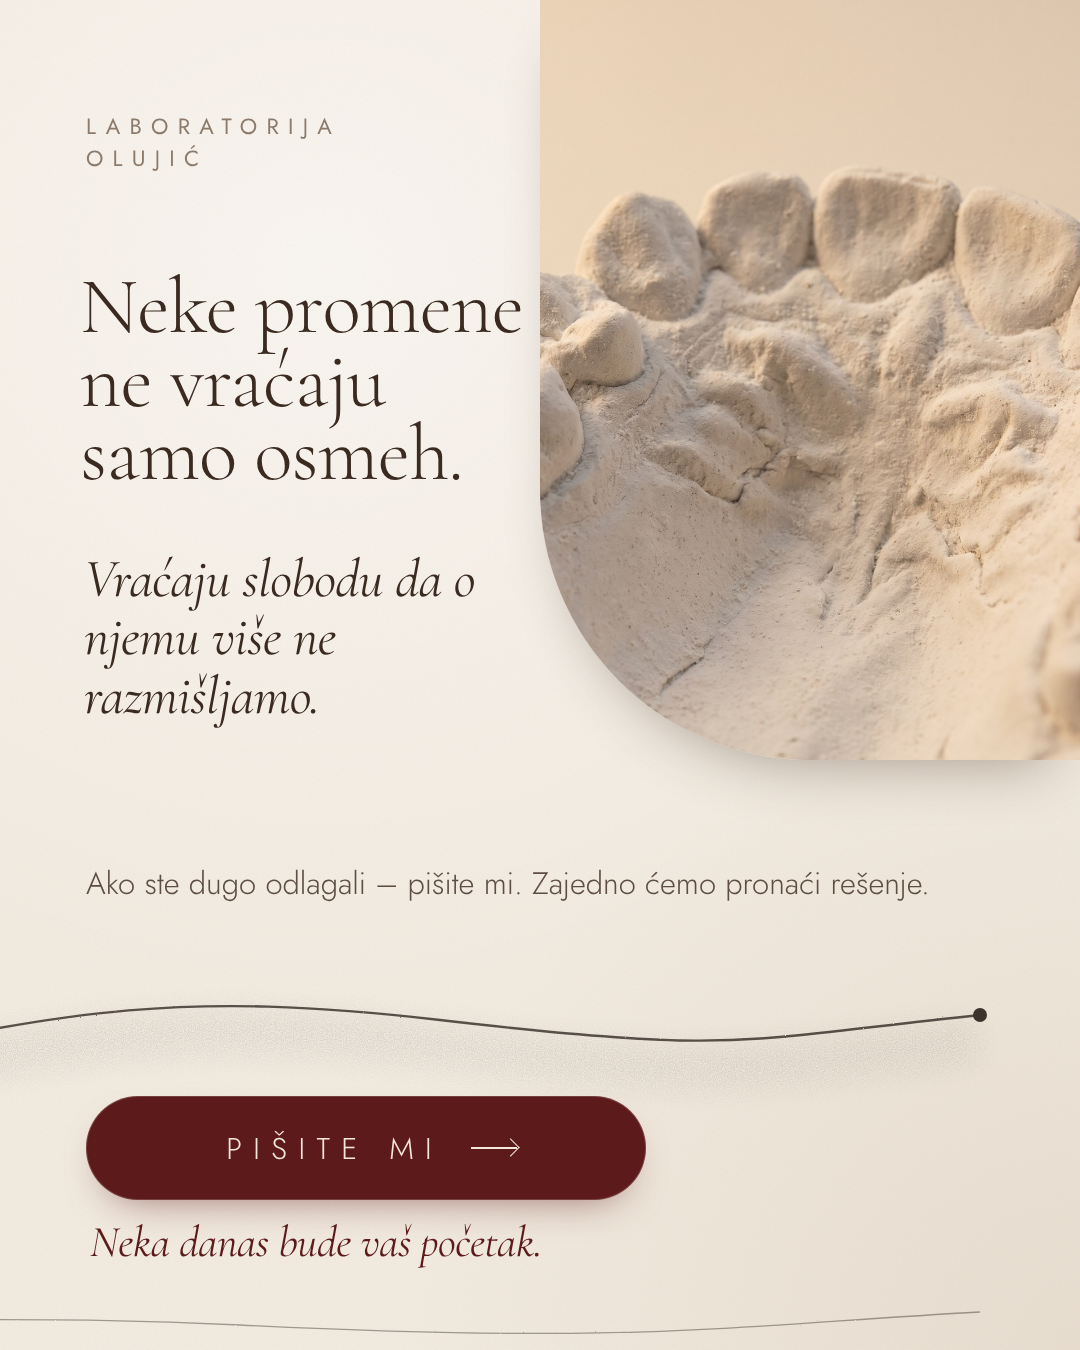 LABORATORIJA
OLUJIĆ
Neke promene
ne vraćaju
samo osmeh.
Vraćaju slobodu da o
njemu više ne
razmišljamo.
Ako ste dugo odlagali – pišite mi. Zajedno ćemo pronaći rešenje.
PIŠITE MI
Neka danas bude vaš početak.